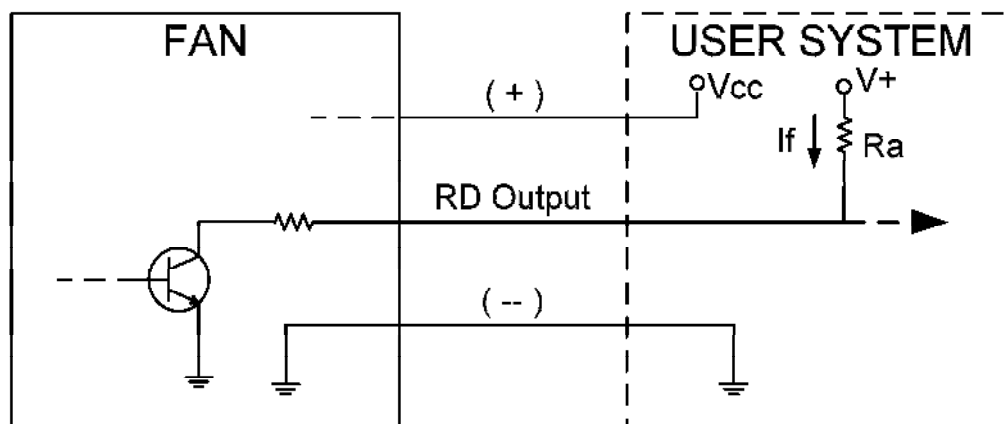 FAN
USER SYSTEM
( + )
Vcc
V+
If
Ra
RD Output
( -- )